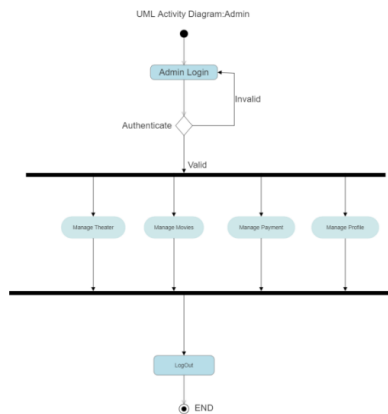 UML Activity Diagram:Admin
Admin Login
Invalid
Authenticate
Valid
Manage Theater
Manage Movies
Manage Payment
Manage Profile
LogOut
END